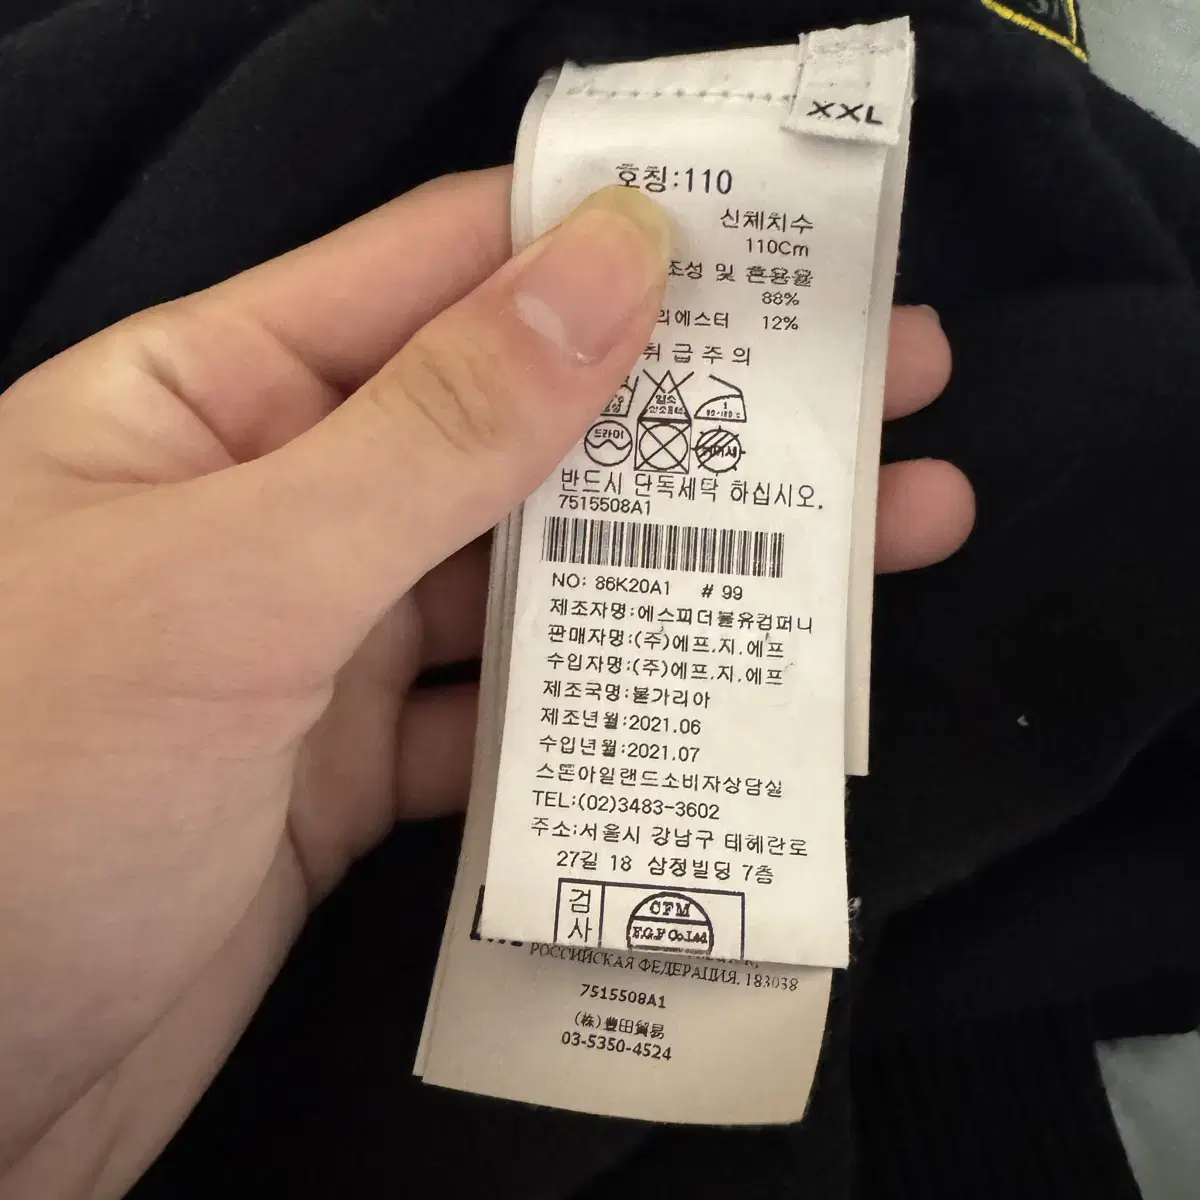 XXL
호칭:110
신체치수
110Cm
조성 및 혼용율
88%
리에스터 12%
취급주의
드라이
반드시 단독세탁 하십시오.
7515508A1
NO: 86K20A1 # 99
제조자명:에스피더블유컴퍼니
판매자명:(주)에프.지.에프
수입자명:(주)에프.지.에프
제조국명:불가리아
제조년월:2021.06
수입년월:2021.07
스톤아일랜드소비자상담실
TEL:(02)3483-3602
주소:서울시 강남구 테헤란로
27길 18 삼정빌딩 7층
검사
CFM
F.G.F Co.Ltd
РОССИЙСКАЯ ФЕДЕРАЦИЯ, 183038
7515508A1
(株)豊田貿易
03-5350-4524